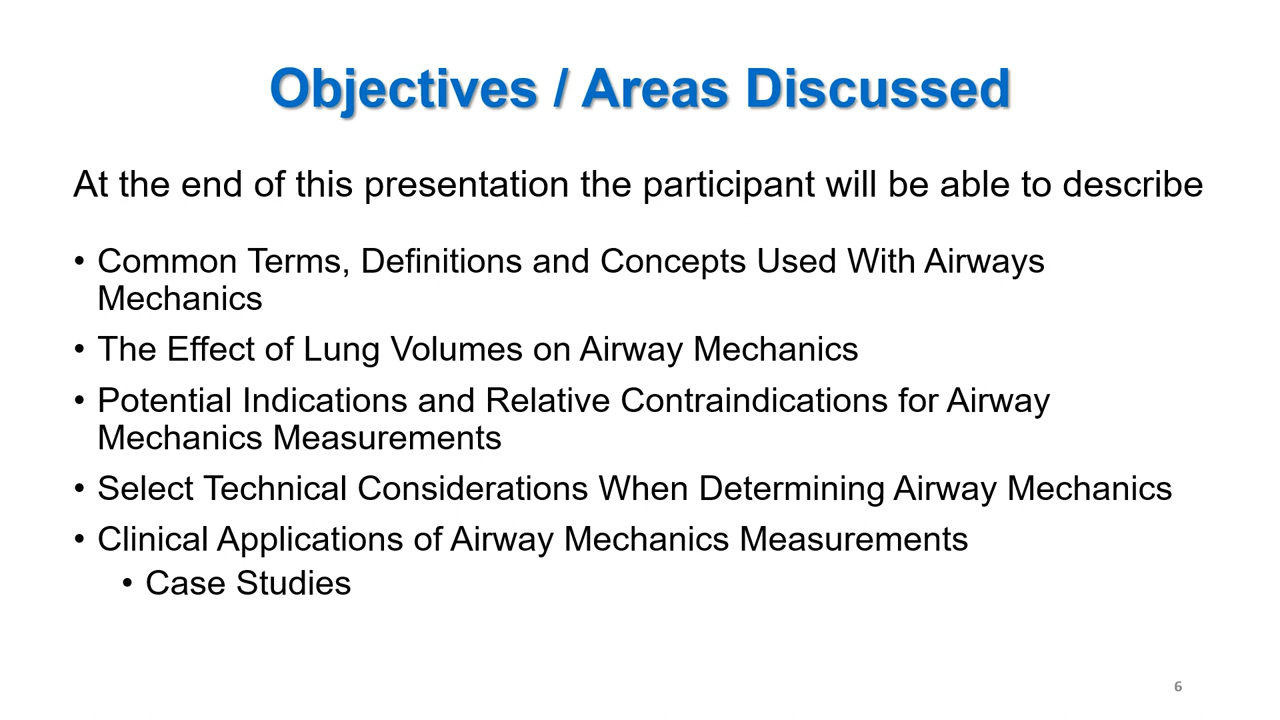 Objectives / Areas Discussed
At the end of this presentation the participant will be able to describe
• Common Terms, Definitions and Concepts Used With Airways
Mechanics
• The Effect of Lung Volumes on Airway Mechanics
• Potential Indications and Relative Contraindications for Airway
Mechanics Measurements
• Select Technical Considerations When Determining Airway Mechanics
• Clinical Applications of Airway Mechanics Measurements
• Case Studies
6